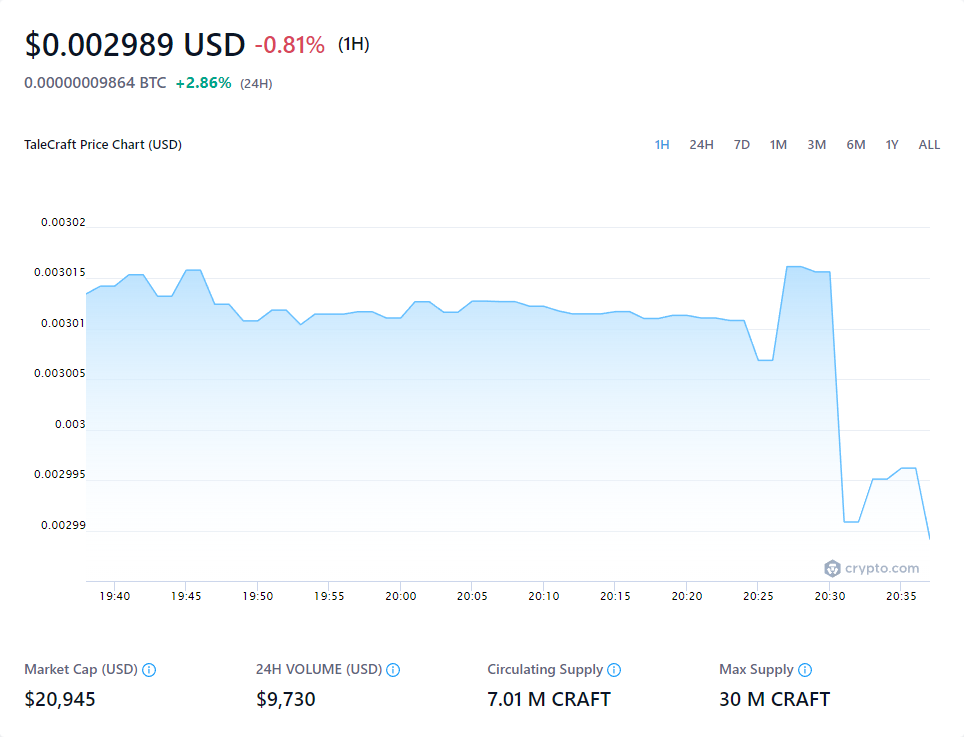 $0.002989 USD -0.81% (1H)
0.00000009864 BTC +2.86% (24H)
TaleCraft Price Chart (USD) 1H 24H 7D 1M 3M 6M 1Y ALL
0.00302
0.003015
0.00301
0.003005
0.003
0.002995
0.00299
crypto.com
19:40 19:45 19:50 19:55 20:00 20:05 20:10 20:15 20:20 20:25 20:30 20:35
Market Cap (USD) 24H VOLUME (USD) Circulating Supply Max Supply
$20,945 $9,730 7.01 M CRAFT 30 M CRAFT